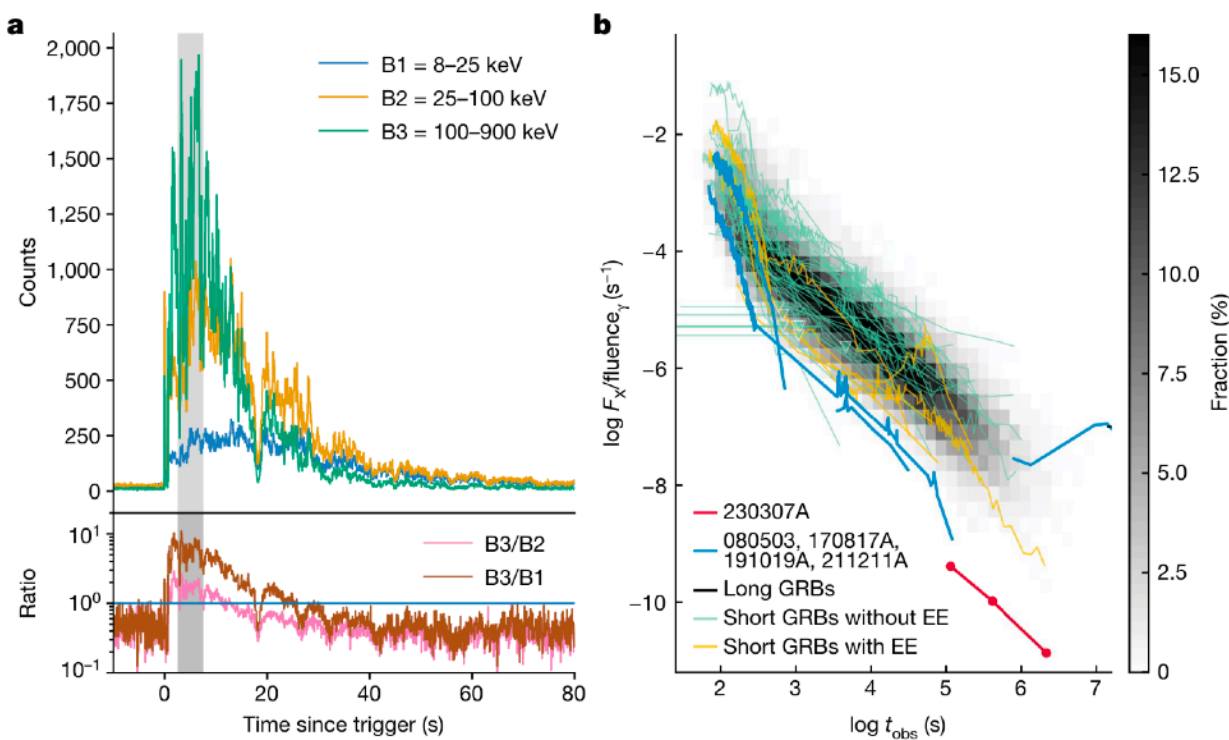 a
2,000
1,750
1,500
1,250
1,000
750
500
250
0
Counts
B1 = 8–25 keV
B2 = 25–100 keV
B3 = 100–900 keV
10¹
10⁰
10⁻¹
Ratio
B3/B2
B3/B1
0
20
40
60
80
Time since trigger (s)
b
−2
−4
−6
−8
−10
log Fₓ/fluenceᵧ (s⁻¹)
230307A
080503, 170817A,
191019A, 211211A
Long GRBs
Short GRBs without EE
Short GRBs with EE
2
3
4
5
6
7
log t_obs (s)
15.0
12.5
10.0
7.5
5.0
2.5
0
Fraction (%)